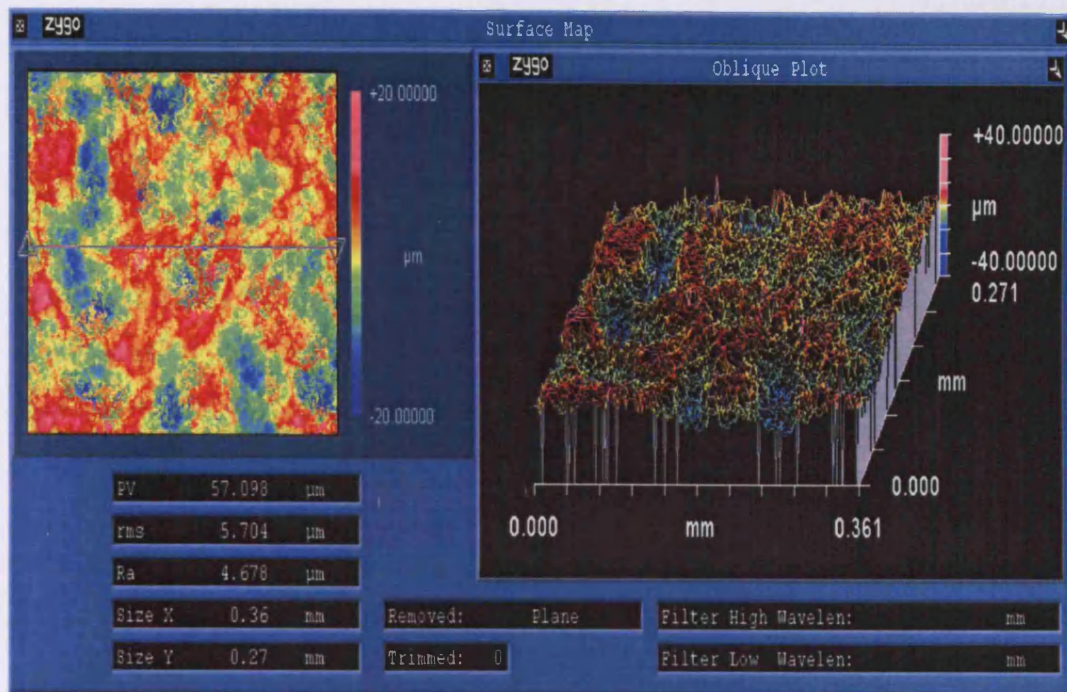 zygo Surface Map
+20.00000
µm
-20.00000
zygo Oblique Plot
+40.00000
µm
-40.00000
0.271
mm
0.000
0.000 mm 0.361
PV 57.098 µm
rms 5.704 µm
Ra 4.678 µm
Size X 0.36 mm
Size Y 0.27 mm
Removed: Plane
Trimmed: 0
Filter High Wavelen: mm
Filter Low Wavelen: mm